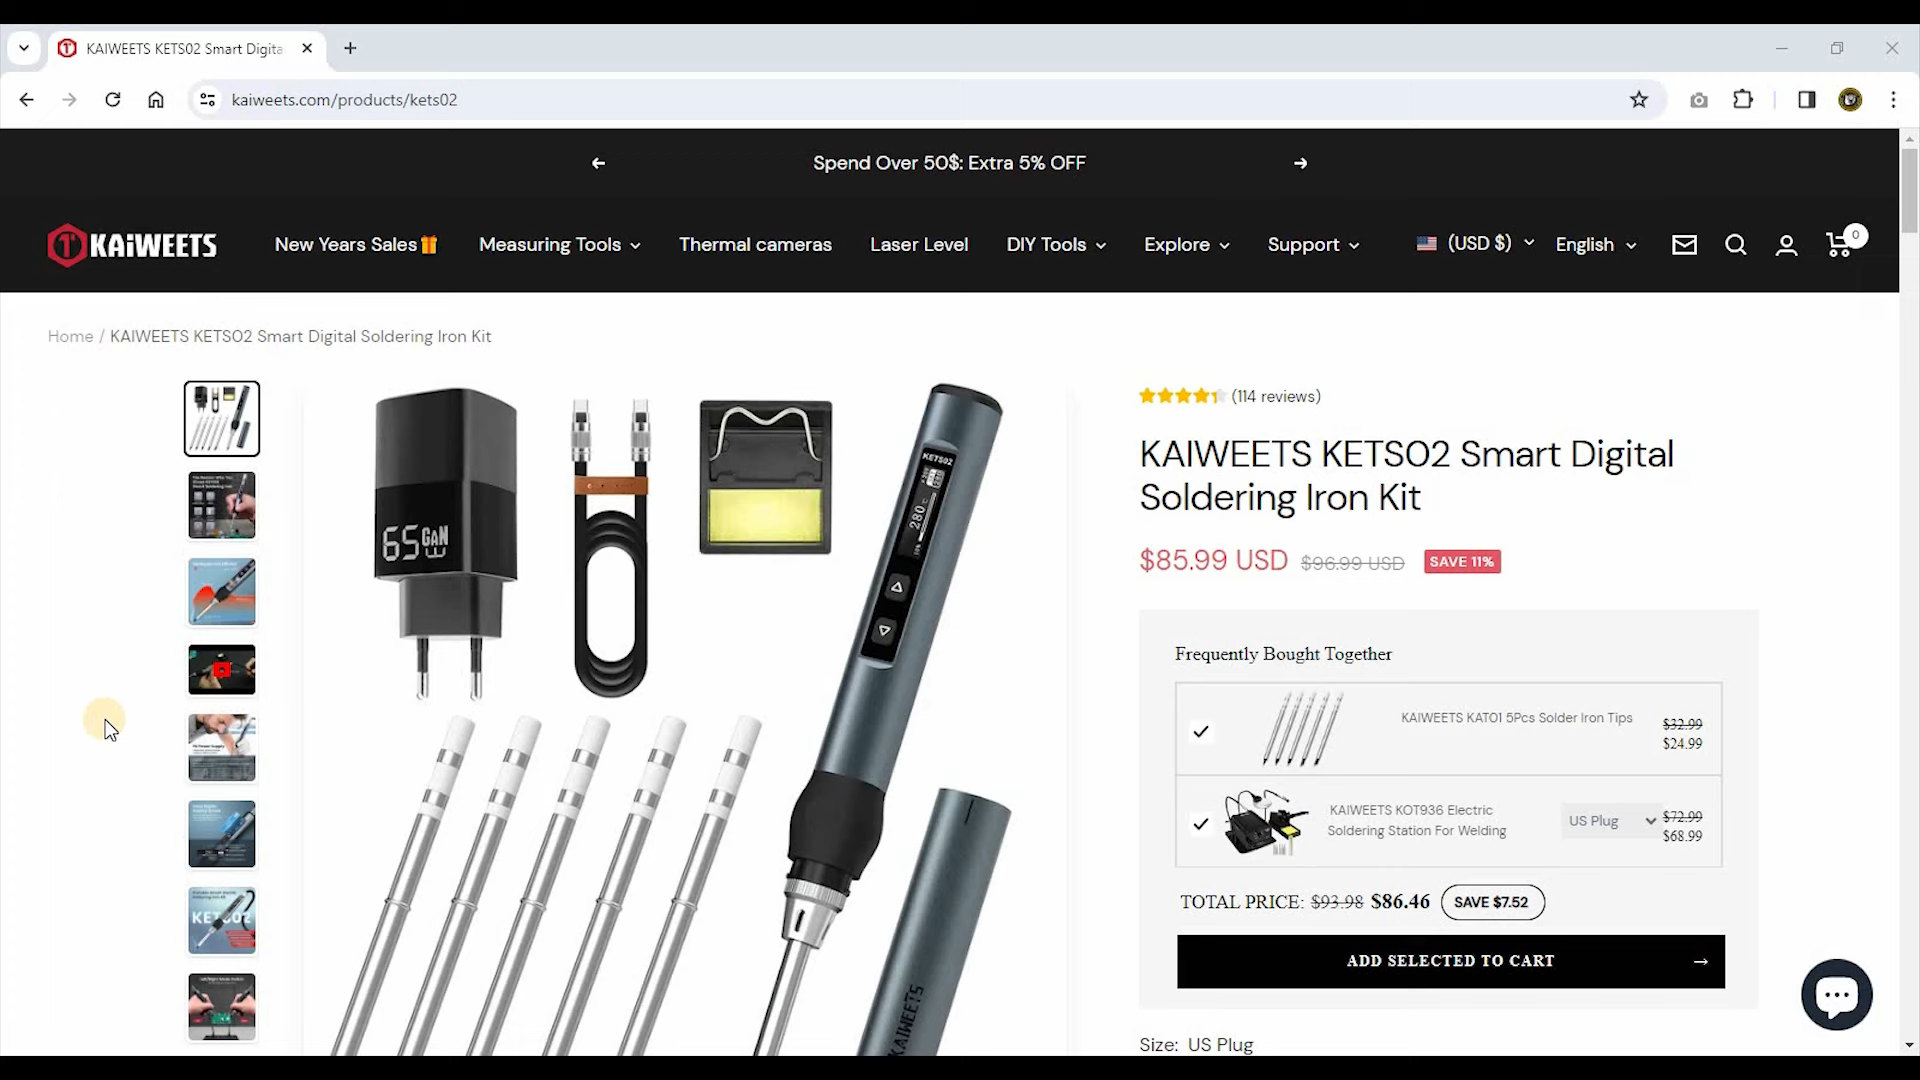 KAIWEETS KETS02 Smart Digita
kaiweets.com/products/kets02
Spend Over 50$: Extra 5% OFF
KAiWEETS
New Years Sales
Measuring Tools
Thermal cameras
Laser Level
DIY Tools
Explore
Support
(USD $)
English
0
Home / KAIWEETS KETS02 Smart Digital Soldering Iron Kit
(114 reviews)
KAIWEETS KETS02 Smart Digital
Soldering Iron Kit
$85.99 USD $96.99 USD SAVE 11%
65W GaN
KETS02
280
KAIWEETS
KETS02
Frequently Bought Together
KAIWEETS KAT01 5Pcs Solder Iron Tips
$32.99
$24.99
KAIWEETS KOT936 Electric
Soldering Station For Welding
US Plug
$72.99
$68.99
TOTAL PRICE: $93.98 $86.46 SAVE $7.52
ADD SELECTED TO CART →
Size: US Plug